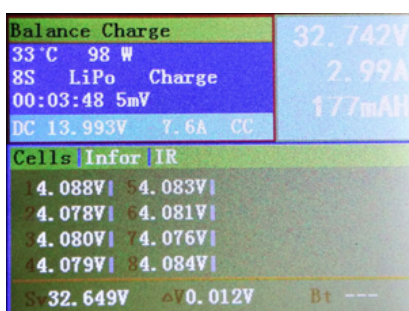 Balance Charge
33°C 98 W
8S LiPo Charge
00:03:48 5mV
DC 13.993V 7.6A CC
32.742V
2.99A
177mAH
Cells Infor IR
1 4.088V 5 4.083V
2 4.078V 6 4.081V
3 4.080V 7 4.076V
4 4.079V 8 4.084V
Sv 32.649V △V0.012V Bt ---